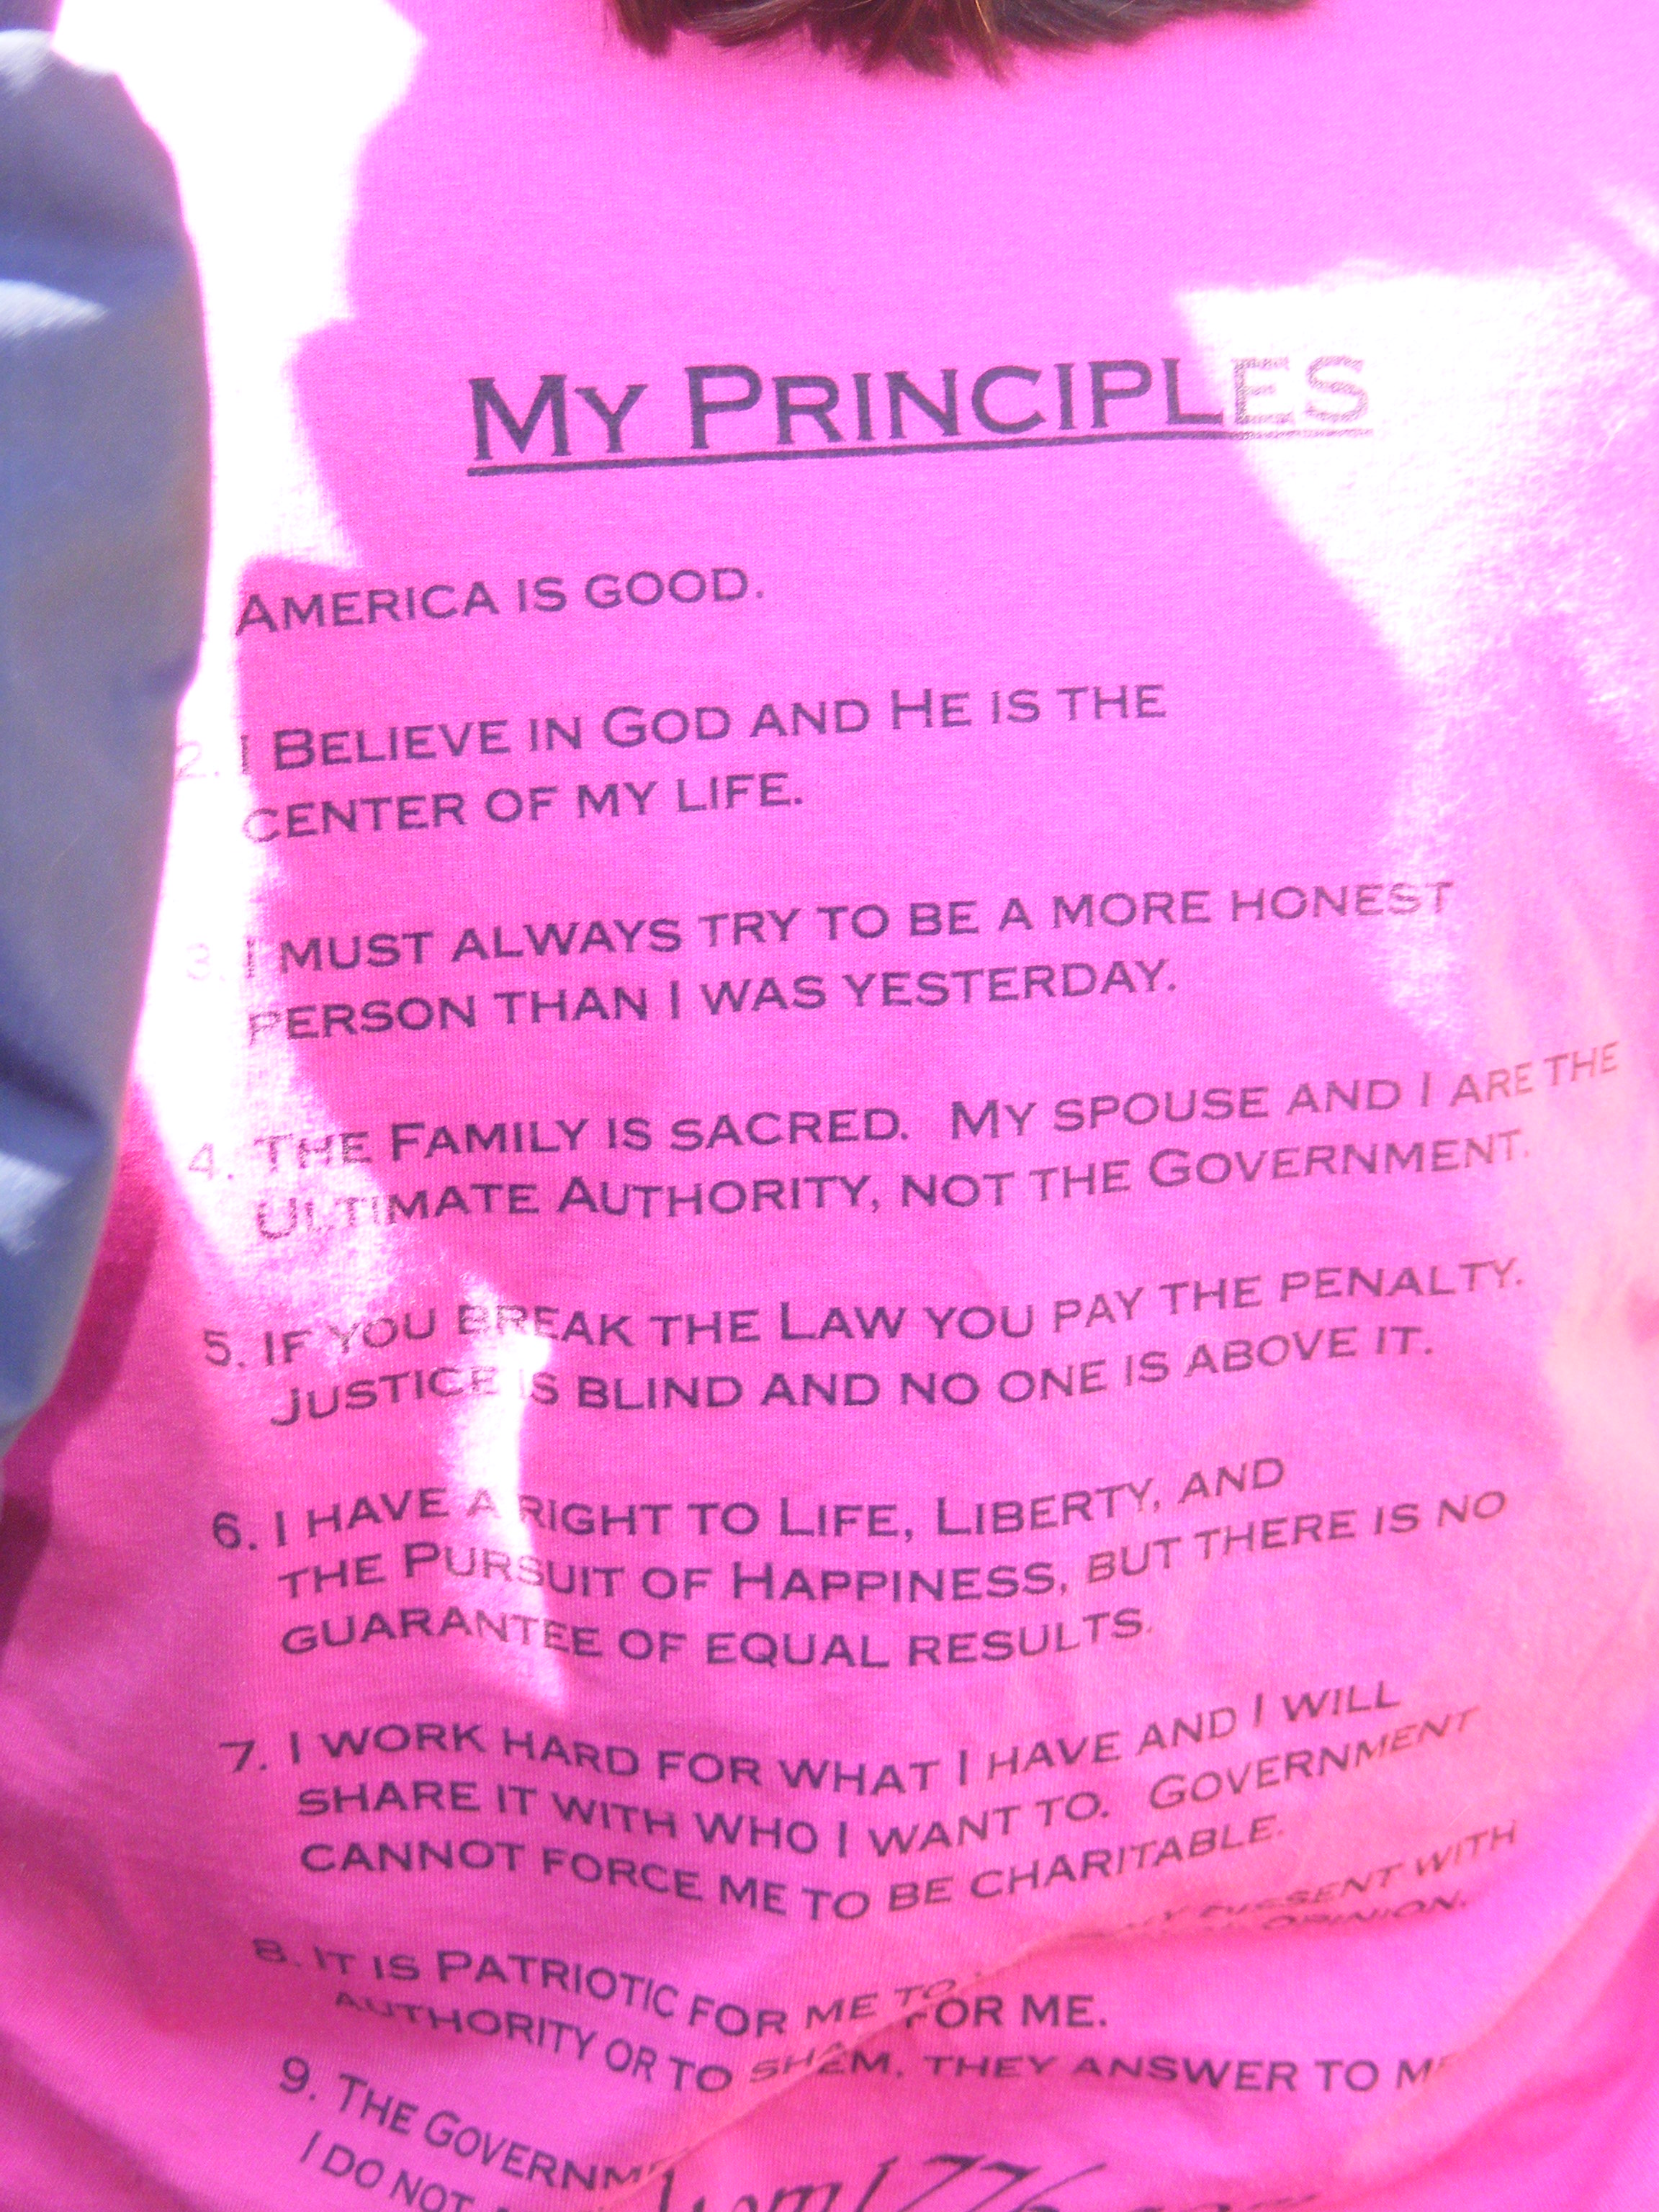 MY PRINCIPLES
AMERICA IS GOOD.
2. I BELIEVE IN GOD AND HE IS THE
CENTER OF MY LIFE.
3. I MUST ALWAYS TRY TO BE A MORE HONEST
PERSON THAN I WAS YESTERDAY.
4. THE FAMILY IS SACRED. MY SPOUSE AND I ARE THE
ULTIMATE AUTHORITY, NOT THE GOVERNMENT.
5. IF YOU BREAK THE LAW YOU PAY THE PENALTY.
JUSTICE IS BLIND AND NO ONE IS ABOVE IT.
6. I HAVE A RIGHT TO LIFE, LIBERTY, AND
THE PURSUIT OF HAPPINESS, BUT THERE IS NO
GUARANTEE OF EQUAL RESULTS.
7. I WORK HARD FOR WHAT I HAVE AND I WILL
SHARE IT WITH WHO I WANT TO. GOVERNMENT
CANNOT FORCE ME TO BE CHARITABLE.
8. IT IS PATRIOTIC FOR ME TO WITH
AUTHORITY OR TO OPINION.
9. THE FOR ME.
I DO NOT THEY ANSWER TO